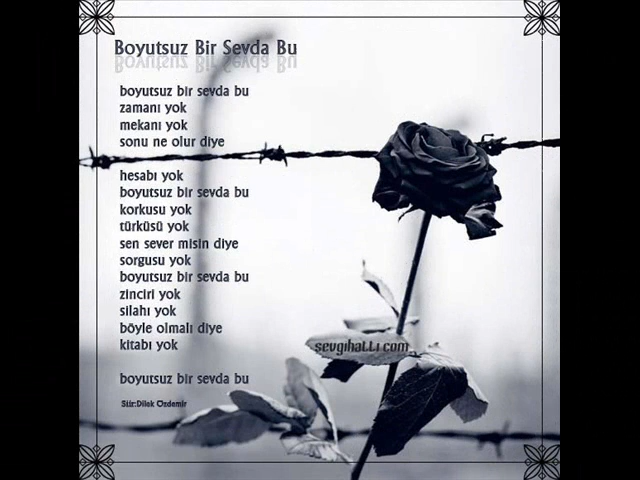 Boyutsuz Bir Sevda Bu
boyutsuz bir sevda bu
zamanı yok
mekanı yok
sonu ne olur diye
hesabı yok
boyutsuz bir sevda bu
korkusu yok
türküsü yok
sen sever misin diye
sorgusu yok
boyutsuz bir sevda bu
zinciri yok
silahı yok
böyle olmalı diye
kitabı yok
boyutsuz bir sevda bu
Şiir:Dilek Özdemir
sevgihatti.com